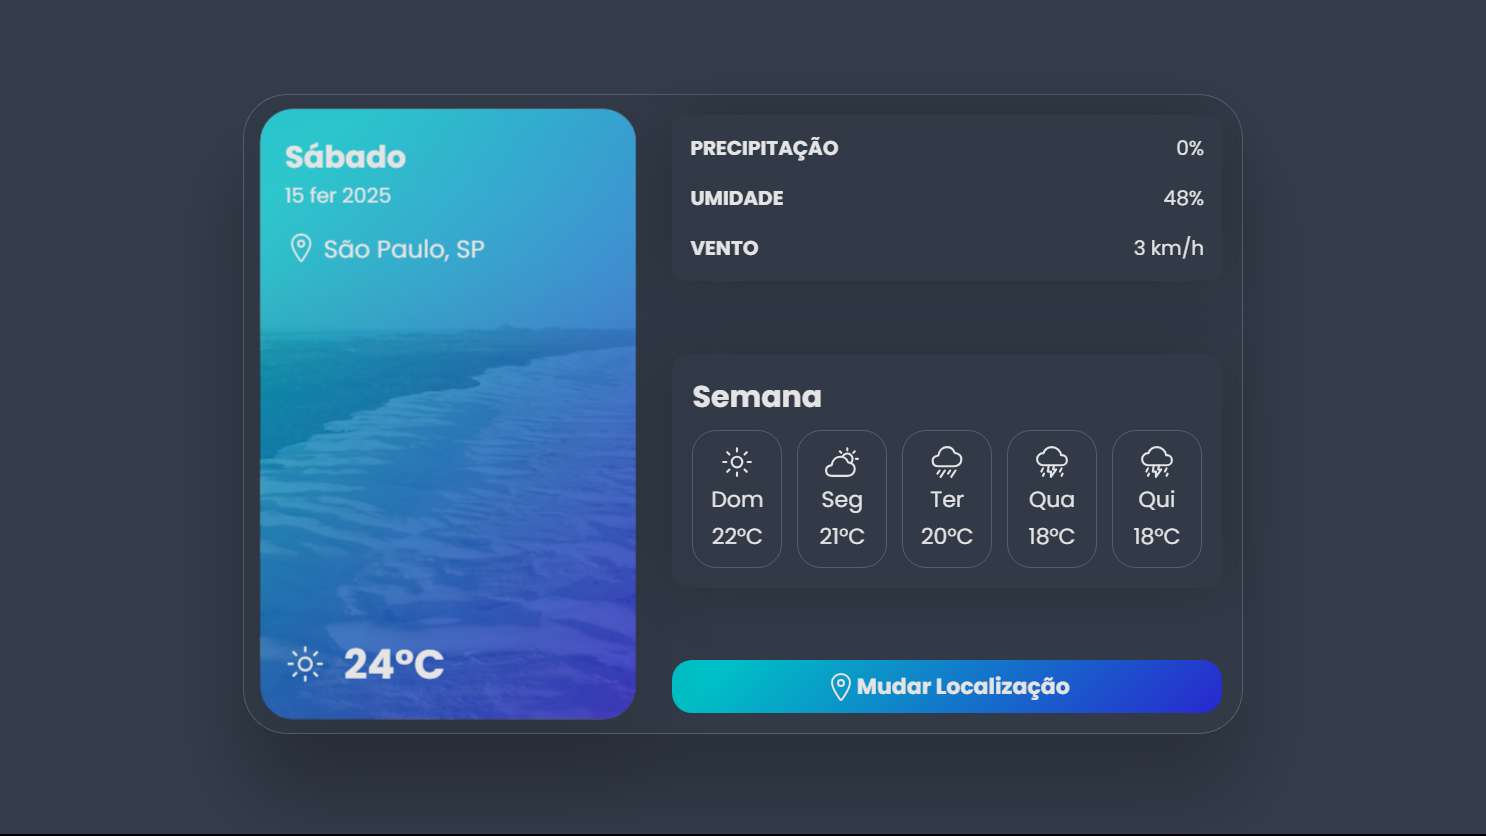 Sábado
15 fer 2025
São Paulo, SP
24°C
PRECIPITAÇÃO 0%
UMIDADE 48%
VENTO 3 km/h
Semana
Dom Seg Ter Qua Qui
22°C 21°C 20°C 18°C 18°C
Mudar Localização